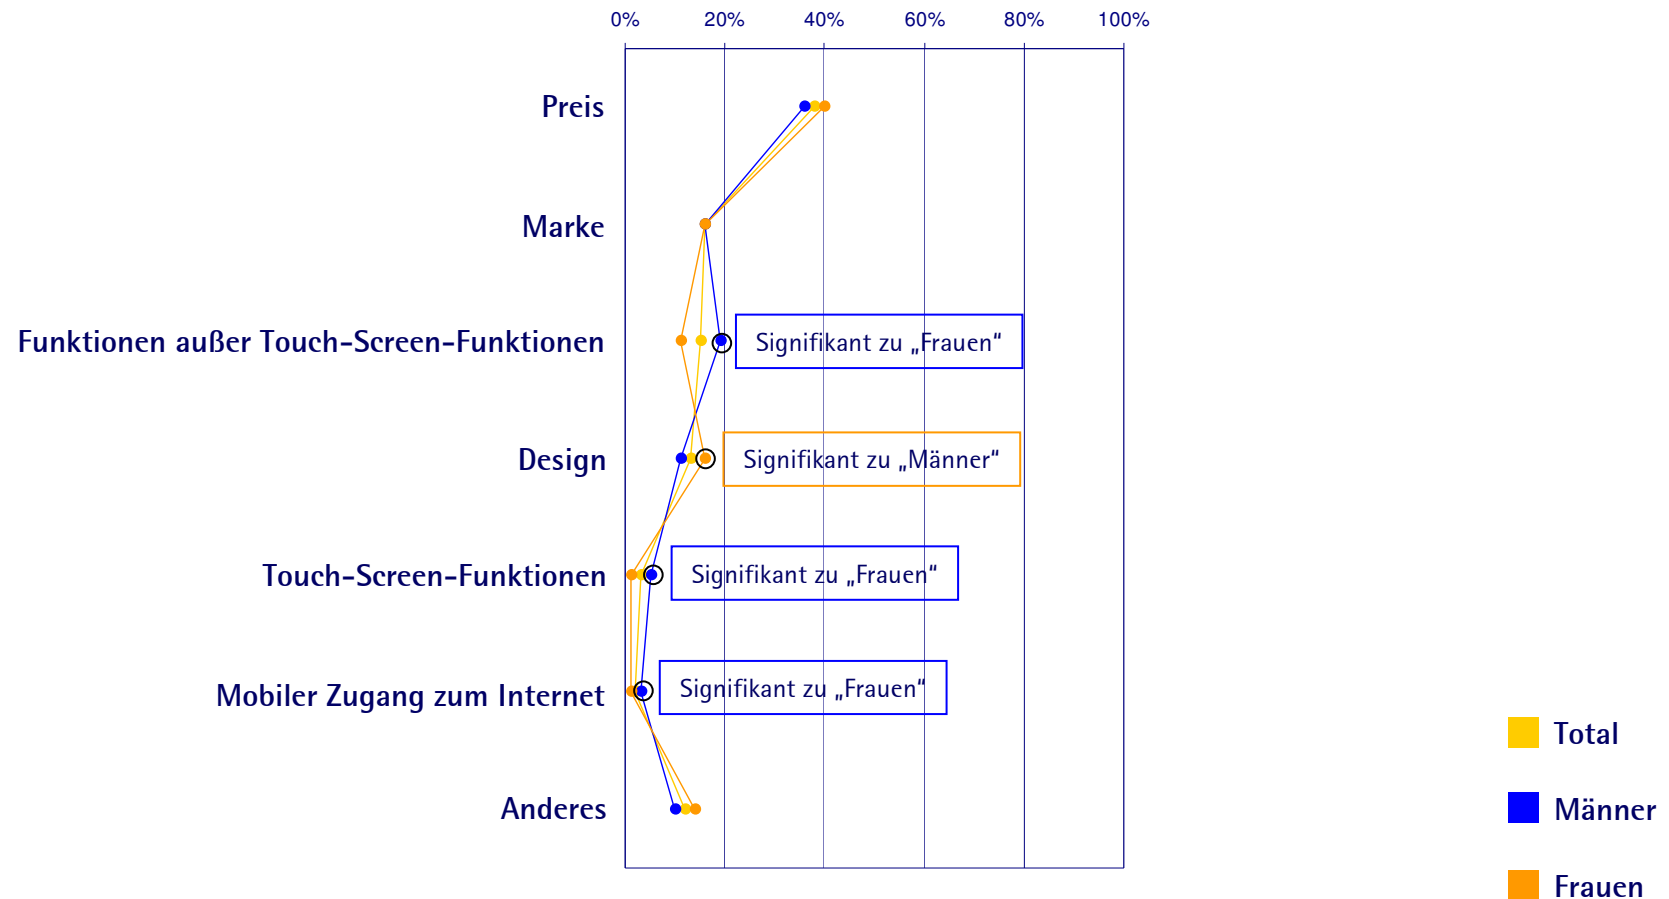 0% 20% 40% 60% 80% 100%
Preis
Marke
Funktionen außer Touch-Screen-Funktionen
Signifikant zu „Frauen“
Design
Signifikant zu „Männer“
Touch-Screen-Funktionen
Signifikant zu „Frauen“
Mobiler Zugang zum Internet
Signifikant zu „Frauen“
Anderes
Total
Männer
Frauen